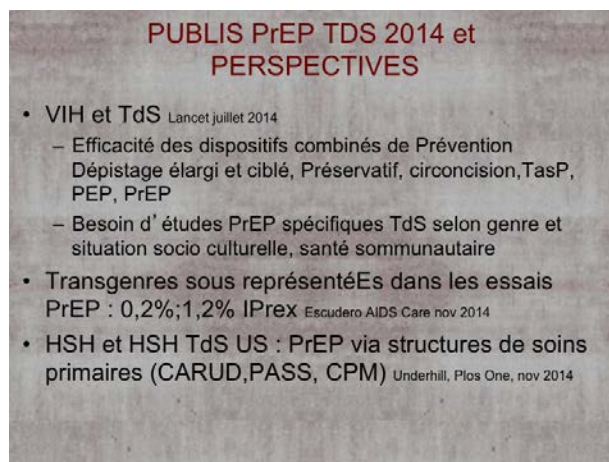 PUBLIS PrEP TDS 2014 et
PERSPECTIVES
• VIH et TdS Lancet juillet 2014
– Efficacité des dispositifs combinés de Prévention
Dépistage élargi et ciblé, Préservatif, circoncision,TasP,
PEP, PrEP
– Besoin d' études PrEP spécifiques TdS selon genre et
situation socio culturelle, santé sommunautaire
• Transgenres sous représentéEs dans les essais
PrEP : 0,2%;1,2% IPrex Escudero AIDS Care nov 2014
• HSH et HSH TdS US : PrEP via structures de soins
primaires (CARUD,PASS, CPM) Underhill, Plos One, nov 2014